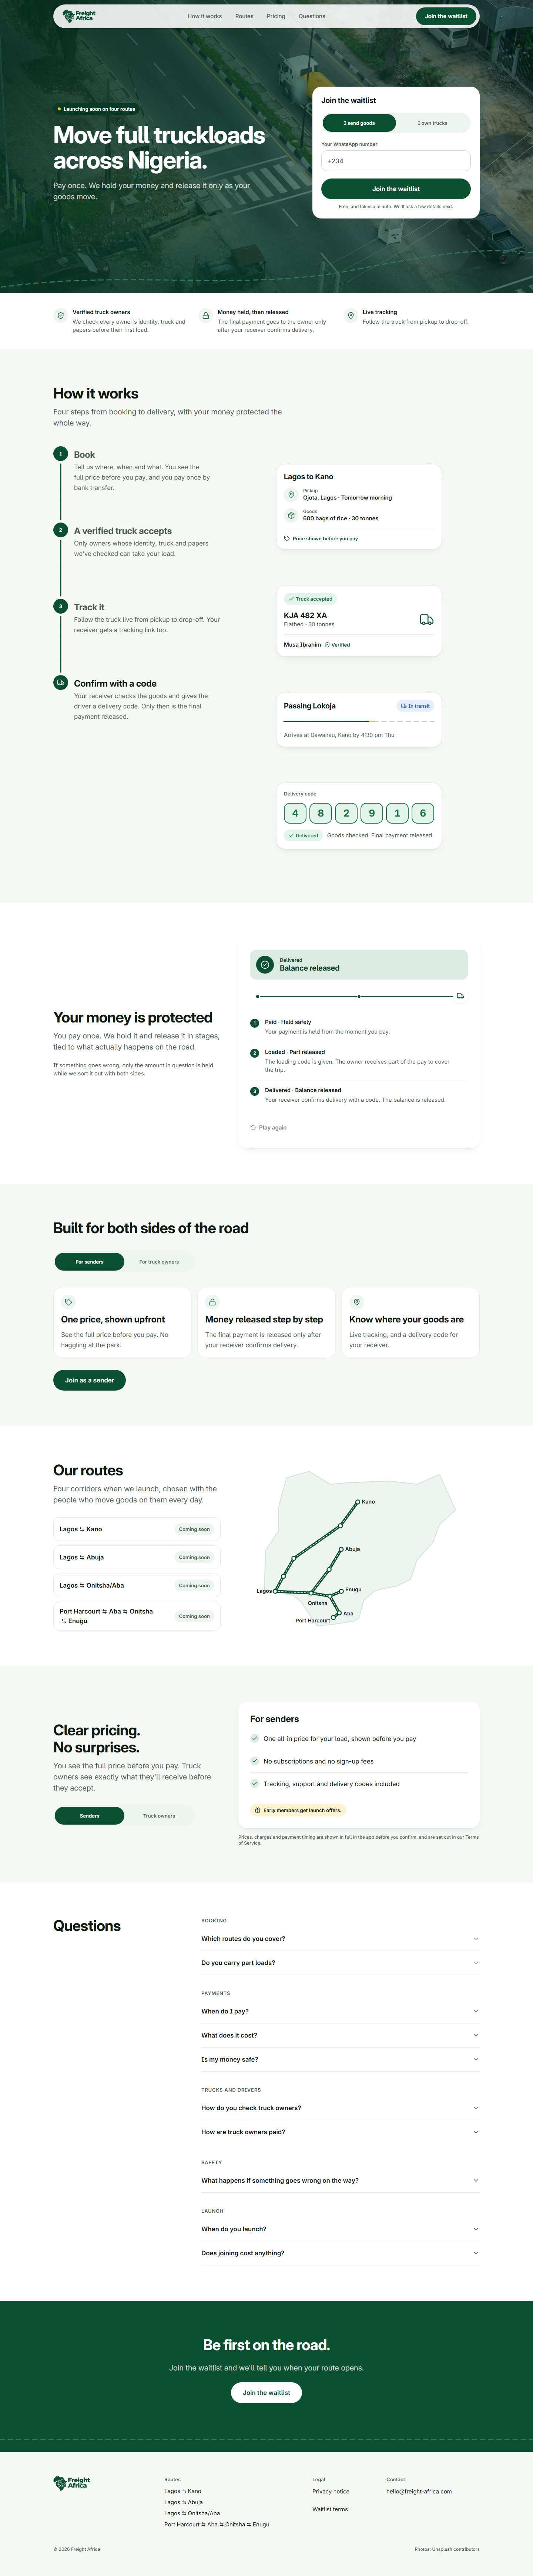 Freight
Africa
How it works
Routes
Pricing
Questions
Join the waitlist
Launching soon on four routes
Move full truckloads
across Nigeria.
Pay once. We hold your money and release it only as your
goods move.
Join the waitlist
I send goods
I own trucks
Your WhatsApp number
+234
Join the waitlist
Free, and takes a minute. We'll ask a few details next.
Verified truck owners
We check every owner's identity, truck and
papers before their first load.
Money held, then released
The final payment goes to the owner only
after your receiver confirms delivery.
Live tracking
Follow the truck from pickup to drop-off.
How it works
Four steps from booking to delivery, with your money protected the
whole way.
1
Book
Tell us where, when and what. You see the
full price before you pay, and you pay once by
bank transfer.
2
A verified truck accepts
Only owners whose identity, truck and papers
we've checked can take your load.
3
Track it
Follow the truck live from pickup to drop-off. Your
receiver gets a tracking link too.
Confirm with a code
Your receiver checks the goods and gives the
driver a delivery code. Only then is the final
payment released.
Lagos to Kano
Pickup
Ojota, Lagos · Tomorrow morning
Goods
600 bags of rice · 30 tonnes
Price shown before you pay
Truck accepted
KJA 482 XA
Flatbed · 30 tonnes
Musa Ibrahim
Verified
Passing Lokoja
In transit
Arrives at Dawanau, Kano by 4:30 pm Thu
Delivery code
4 8 2 9 1 6
Delivered
Goods checked. Final payment released.
Your money is protected
You pay once. We hold it and release it in stages,
tied to what actually happens on the road.
If something goes wrong, only the amount in question is held
while we sort it out with both sides.
Delivered
Balance released
1
Paid · Held safely
Your payment is held from the moment you pay.
2
Loaded · Part released
The loading code is given. The owner receives part of the pay to cover
the trip.
3
Delivered · Balance released
Your receiver confirms delivery with a code. The balance is released.
Play again
Built for both sides of the road
For senders
For truck owners
One price, shown upfront
See the full price before you pay. No
haggling at the park.
Money released step by step
The final payment is released only after
your receiver confirms delivery.
Know where your goods are
Live tracking, and a delivery code for
your receiver.
Join as a sender
Our routes
Four corridors when we launch, chosen with the
people who move goods on them every day.
Lagos ⇆ Kano
Coming soon
Lagos ⇆ Abuja
Coming soon
Lagos ⇆ Onitsha/Aba
Coming soon
Port Harcourt ⇆ Aba ⇆ Onitsha
⇆ Enugu
Coming soon
Kano
Abuja
Lagos
Enugu
Onitsha
Aba
Port Harcourt
Clear pricing.
No surprises.
You see the full price before you pay. Truck
owners see exactly what they'll receive before
they accept.
Senders
Truck owners
For senders
One all-in price for your load, shown before you pay
No subscriptions and no sign-up fees
Tracking, support and delivery codes included
Early members get launch offers.
Prices, charges and payment timing are shown in full in the app before you confirm, and are set out in our Terms
of Service.
Questions
BOOKING
Which routes do you cover?
Do you carry part loads?
PAYMENTS
When do I pay?
What does it cost?
Is my money safe?
TRUCKS AND DRIVERS
How do you check truck owners?
How are truck owners paid?
SAFETY
What happens if something goes wrong on the way?
LAUNCH
When do you launch?
Does joining cost anything?
Be first on the road.
Join the waitlist and we'll tell you when your route opens.
Join the waitlist
Freight
Africa
Routes
Lagos ⇆ Kano
Lagos ⇆ Abuja
Lagos ⇆ Onitsha/Aba
Port Harcourt ⇆ Aba ⇆ Onitsha ⇆ Enugu
Legal
Privacy notice
Waitlist terms
Contact
hello@freight-africa.com
© 2026 Freight Africa
Photos: Unsplash contributors